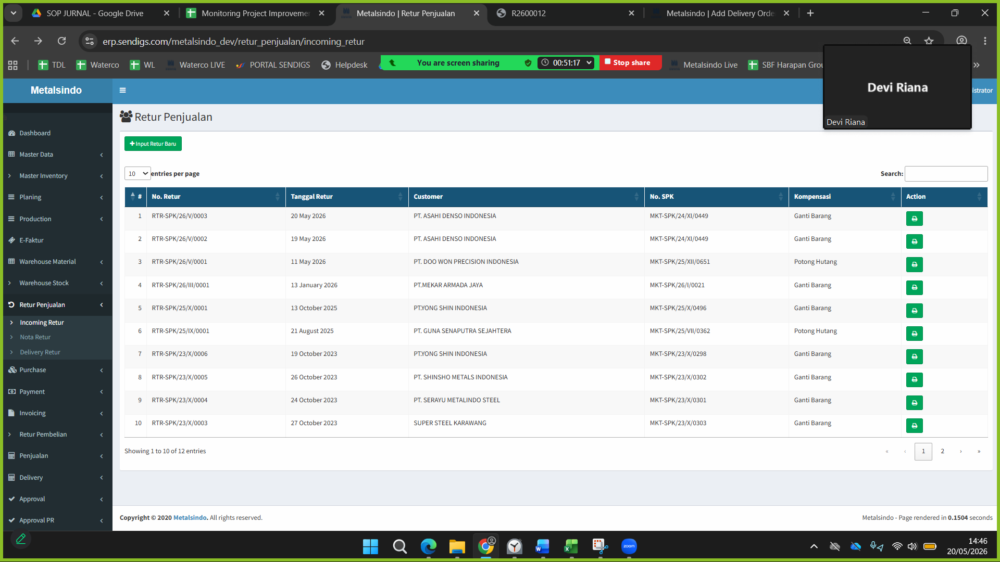 SOP JURNAL - Google Drive
Monitoring Project Improvemer
Metalsindo | Retur Penjualan
R2600012
Metalsindo | Add Delivery Orde
erp.sendigs.com/metalsindo_dev/retur_penjualan/incoming_retur
TDL
Waterco
WL
Waterco LIVE
PORTAL SENDIGS
Helpdesk
You are screen sharing
00:51:17
Stop share
Metalsindo Live
SBF Harapan Grou
Devi Riana
Devi Riana
Metalsindo
istrator
Retur Penjualan
Input Retur Baru
10 entries per page
Search:
# No. Retur Tanggal Retur Customer No. SPK Kompensasi Action
1 RTR-SPK/26/V/0003 20 May 2026 PT. ASAHI DENSO INDONESIA MKT-SPK/24/XI/0449 Ganti Barang
2 RTR-SPK/26/V/0002 19 May 2026 PT. ASAHI DENSO INDONESIA MKT-SPK/24/XI/0449 Ganti Barang
3 RTR-SPK/26/V/0001 11 May 2026 PT. DOO WON PRECISION INDONESIA MKT-SPK/25/XII/0651 Potong Hutang
4 RTR-SPK/26/III/0001 13 January 2026 PT.MEKAR ARMADA JAYA MKT-SPK/26/I/0021 Ganti Barang
5 RTR-SPK/25/X/0001 13 October 2025 PT.YONG SHIN INDONESIA MKT-SPK/25/X/0496 Ganti Barang
6 RTR-SPK/25/IX/0001 21 August 2025 PT. GUNA SENAPUTRA SEJAHTERA MKT-SPK/25/VII/0362 Potong Hutang
7 RTR-SPK/23/X/0006 19 October 2023 PT.YONG SHIN INDONESIA MKT-SPK/23/X/0298 Ganti Barang
8 RTR-SPK/23/X/0005 26 October 2023 PT. SHINSHO METALS INDONESIA MKT-SPK/23/X/0302 Ganti Barang
9 RTR-SPK/23/X/0004 24 October 2023 PT. SERAYU METALINDO STEEL MKT-SPK/23/X/0301 Ganti Barang
10 RTR-SPK/23/X/0003 27 October 2023 SUPER STEEL KARAWANG MKT-SPK/23/X/0303 Ganti Barang
Showing 1 to 10 of 12 entries
« ‹ 1 2 › »
Dashboard
Master Data
Master Inventory
Planing
Production
E-Faktur
Warehouse Material
Warehouse Stock
Retur Penjualan
Incoming Retur
Nota Retur
Delivery Retur
Purchase
Payment
Invoicing
Retur Pembelian
Penjualan
Delivery
Approval
Approval PR
Copyright © 2020 Metalsindo. All rights reserved.
Metalsindo - Page rendered in 0.1504 seconds
zoom
14:46
20/05/2026